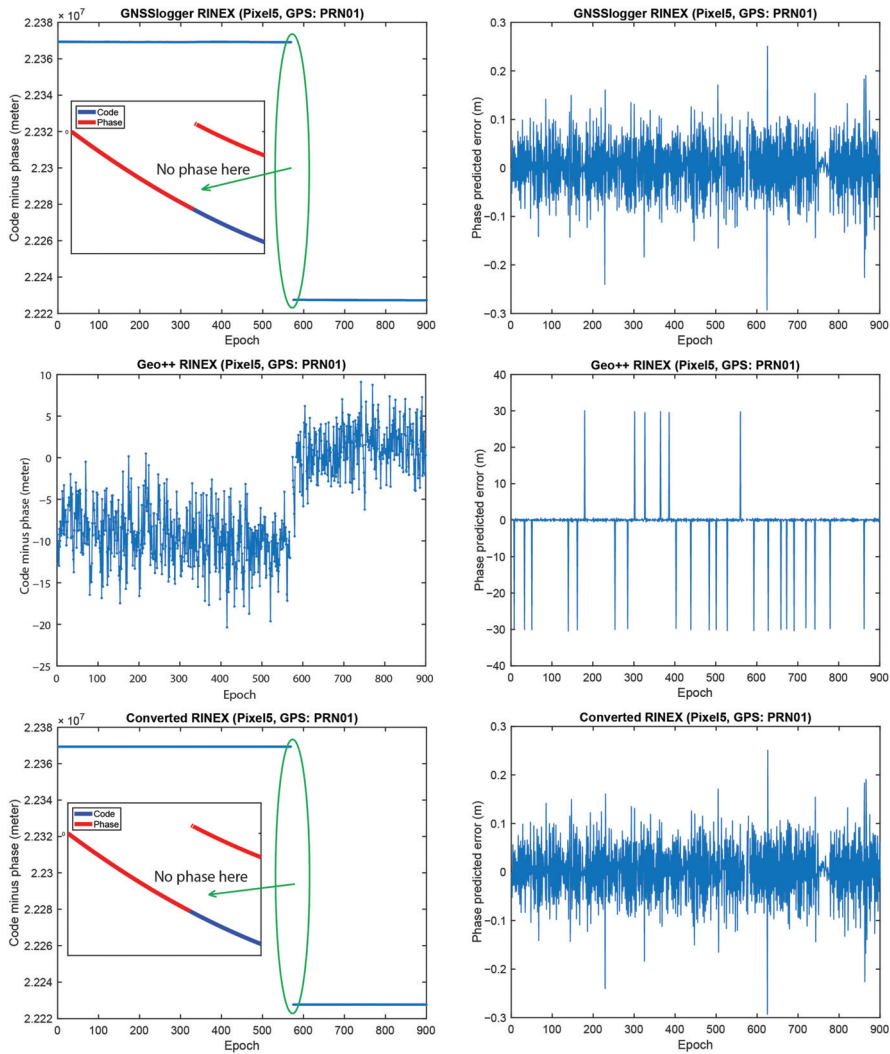 GNSSlogger RINEX (Pixel5, GPS: PRN01)
× 10⁷
2.238
2.236
2.234
2.232
2.23
2.228
2.226
2.224
2.222
Code minus phase (meter)
Code
Phase
0
No phase here
0 100 200 300 400 500 600 700 800 900
Epoch
GNSSlogger RINEX (Pixel5, GPS: PRN01)
0.3
0.2
0.1
0
-0.1
-0.2
-0.3
Phase predicted error (m)
0 100 200 300 400 500 600 700 800 900
Epoch
Geo++ RINEX (Pixel5, GPS: PRN01)
10
5
0
−5
−10
−15
−20
−25
Code minus phase (meter)
0 100 200 300 400 500 600 700 800 900
Epoch
Geo++ RINEX (Pixel5, GPS: PRN01)
40
30
20
10
0
-10
-20
-30
-40
Phase predicted error (m)
0 100 200 300 400 500 600 700 800 900
Epoch
Converted RINEX (Pixel5, GPS: PRN01)
× 10⁷
2.238
2.236
2.234
2.232
2.23
2.228
2.226
2.224
2.222
Code minus phase (meter)
Code
Phase
0
No phase here
0 100 200 300 400 500 600 700 800 900
Epoch
Converted RINEX (Pixel5, GPS: PRN01)
0.3
0.2
0.1
0
-0.1
-0.2
-0.3
Phase predicted error (m)
0 100 200 300 400 500 600 700 800 900
Epoch